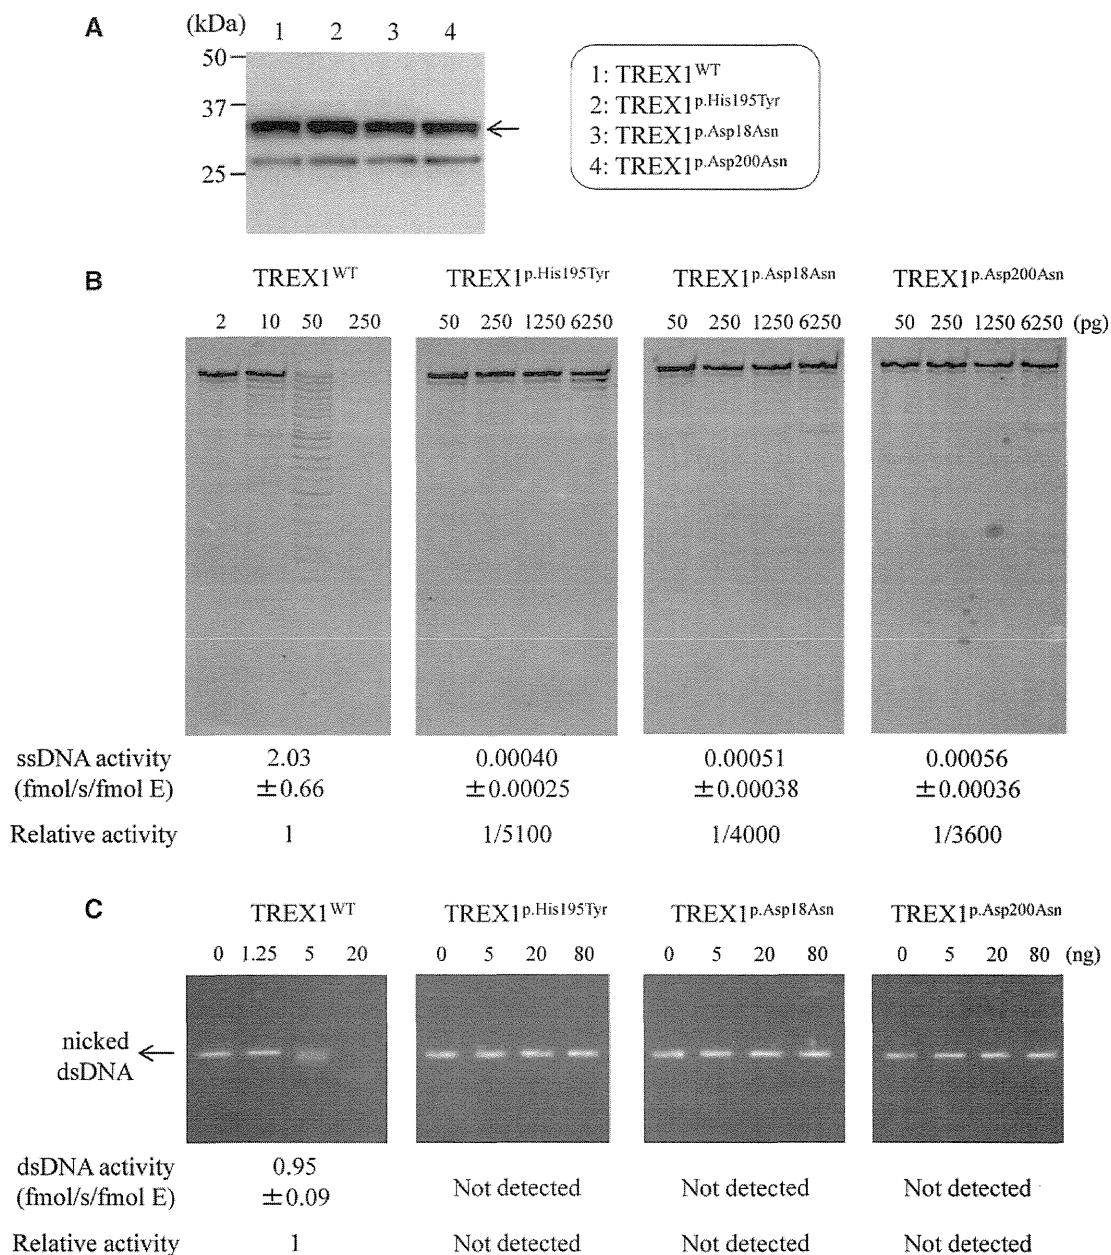 A
(kDa) 1 2 3 4
50
37
25
1: TREX1WT
2: TREX1p.His195Tyr
3: TREX1p.Asp18Asn
4: TREX1p.Asp200Asn
B
TREX1WT TREX1p.His195Tyr TREX1p.Asp18Asn TREX1p.Asp200Asn
2 10 50 250 50 250 1250 6250 50 250 1250 6250 50 250 1250 6250 (pg)
ssDNA activity 2.03 0.00040 0.00051 0.00056
(fmol/s/fmol E) ±0.66 ±0.00025 ±0.00038 ±0.00036
Relative activity 1 1/5100 1/4000 1/3600
C
TREX1WT TREX1p.His195Tyr TREX1p.Asp18Asn TREX1p.Asp200Asn
0 1.25 5 20 0 5 20 80 0 5 20 80 0 5 20 80 (ng)
nicked
dsDNA
dsDNA activity 0.95
(fmol/s/fmol E) ±0.09 Not detected Not detected Not detected
Relative activity 1 Not detected Not detected Not detected